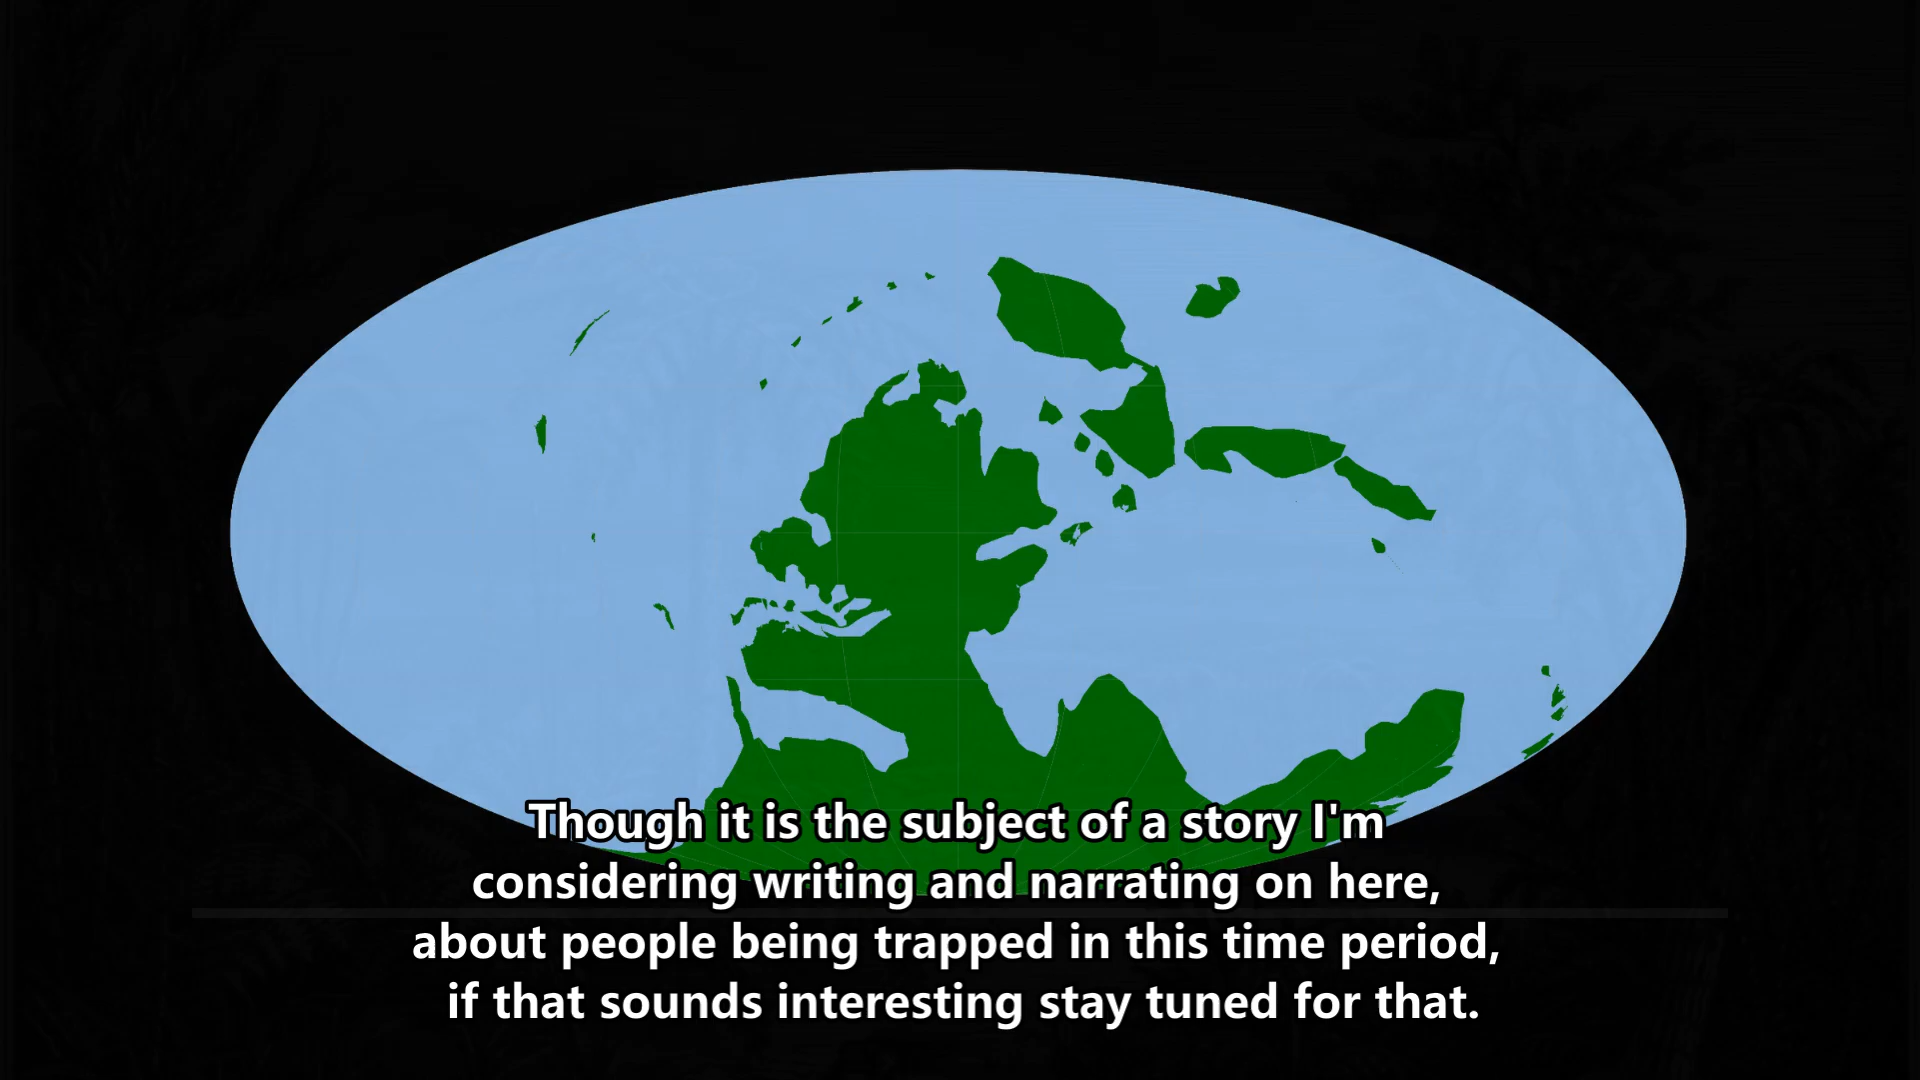 Though it is the subject of a story I'm
considering writing and narrating on here,
about people being trapped in this time period,
if that sounds interesting stay tuned for that.